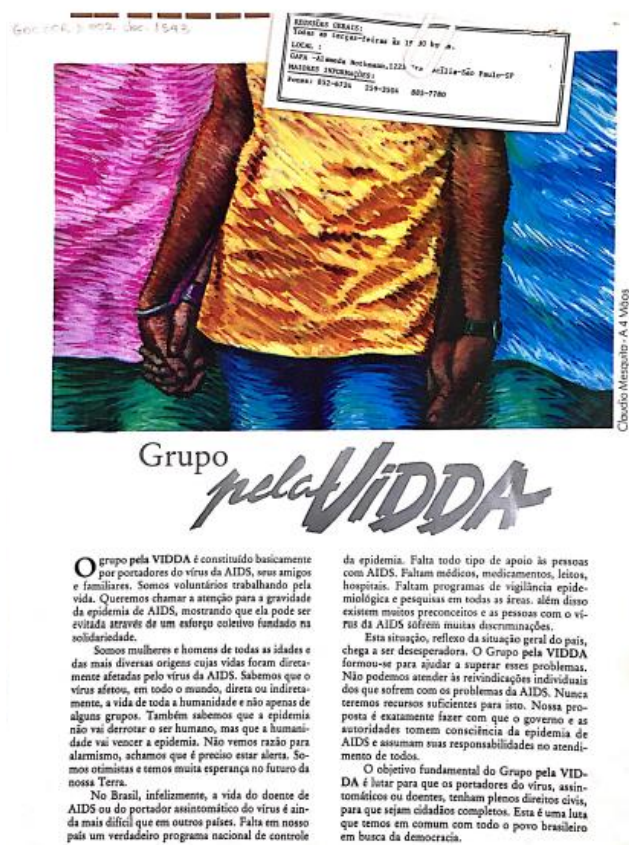 doc. 1543
REUNIÕES GERAIS:
Todas as terças-feiras às
LOCAL :
GAPA -Alameda Rothmann,1223 São Paulo-SP
MAIORES INFORMAÇÕES:
Fones: 852-6724
Claudio Mesquita - A 4 Mãos
Grupo
pela VIDDA
O grupo pela VIDDA é constituído basicamente
por portadores do vírus da AIDS, seus amigos
e familiares. Somos voluntários trabalhando pela
vida. Queremos chamar a atenção para a gravidade
da epidemia de AIDS, mostrando que ela pode ser
evitada através de um esforço coletivo fundado na
solidariedade.
Somos mulheres e homens de todas as idades e
das mais diversas origens cujas vidas foram direta-
mente afetadas pelo vírus da AIDS. Sabemos que o
vírus afetou, em todo o mundo, direta ou indireta-
mente, a vida de toda a humanidade e não apenas de
alguns grupos. Também sabemos que a epidemia
não vai derrotar o ser humano, mas que a humani-
dade vai vencer a epidemia. Não vemos razão para
alarmismo, achamos que é preciso estar alerta. So-
mos otimistas e temos muita esperança no futuro da
nossa Terra.
No Brasil, infelizmente, a vida do doente de
AIDS ou do portador assintomático do vírus é ain-
da mais difícil que em outros países. Falta em nosso
país um verdadeiro programa nacional de controle
da epidemia. Falta todo tipo de apoio às pessoas
com AIDS. Faltam médicos, medicamentos, leitos,
hospitais. Faltam programas de vigilância epide-
miológica e pesquisas em todas as áreas. além disso
existem muitos preconceitos e as pessoas com o ví-
rus da AIDS sofrem muitas discriminações.
Esta situação, reflexo da situação geral do país,
chega a ser desesperadora. O Grupo pela VIDDA
formou-se para ajudar a superar esses problemas.
Não podemos atender às reivindicações individuais
dos que sofrem com os problemas da AIDS. Nunca
teremos recursos suficientes para isto. Nossa pro-
posta é exatamente fazer com que o governo e as
autoridades tomem consciência da epidemia de
AIDS e assumam suas responsabilidades no atendi-
mento de todos.
O objetivo fundamental do Grupo pela VID-
DA é lutar para que os portadores do vírus, assin-
tomáticos ou doentes, tenham plenos direitos civis,
para que sejam cidadãos completos. Esta é uma luta
que temos em comum com todo o povo brasileiro
em busca da democracia.